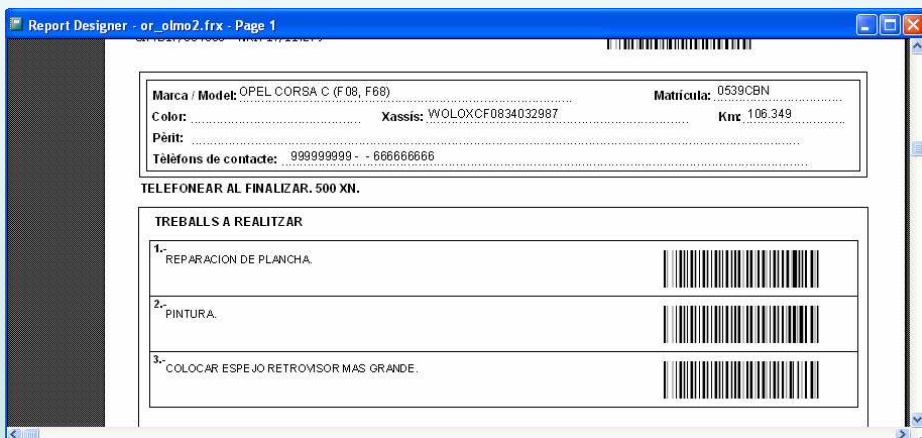 Report Designer - or_olmo2.frx - Page 1
Marca / Model: OPEL CORSA C (F08, F68) Matrícula: 0539CBN
Color: Xassís: WOLOXCF0834032987 Km: 106.349
Pèrit:
Tèlèfons de contacte: 999999999 - - 666666666
TELEFONEAR AL FINALIZAR. 500 XN.
TREBALLS A REALITZAR
1.- REPARACION DE PLANCHA.
2.- PINTURA.
3.- COLOCAR ESPEJO RETROVISOR MAS GRANDE.